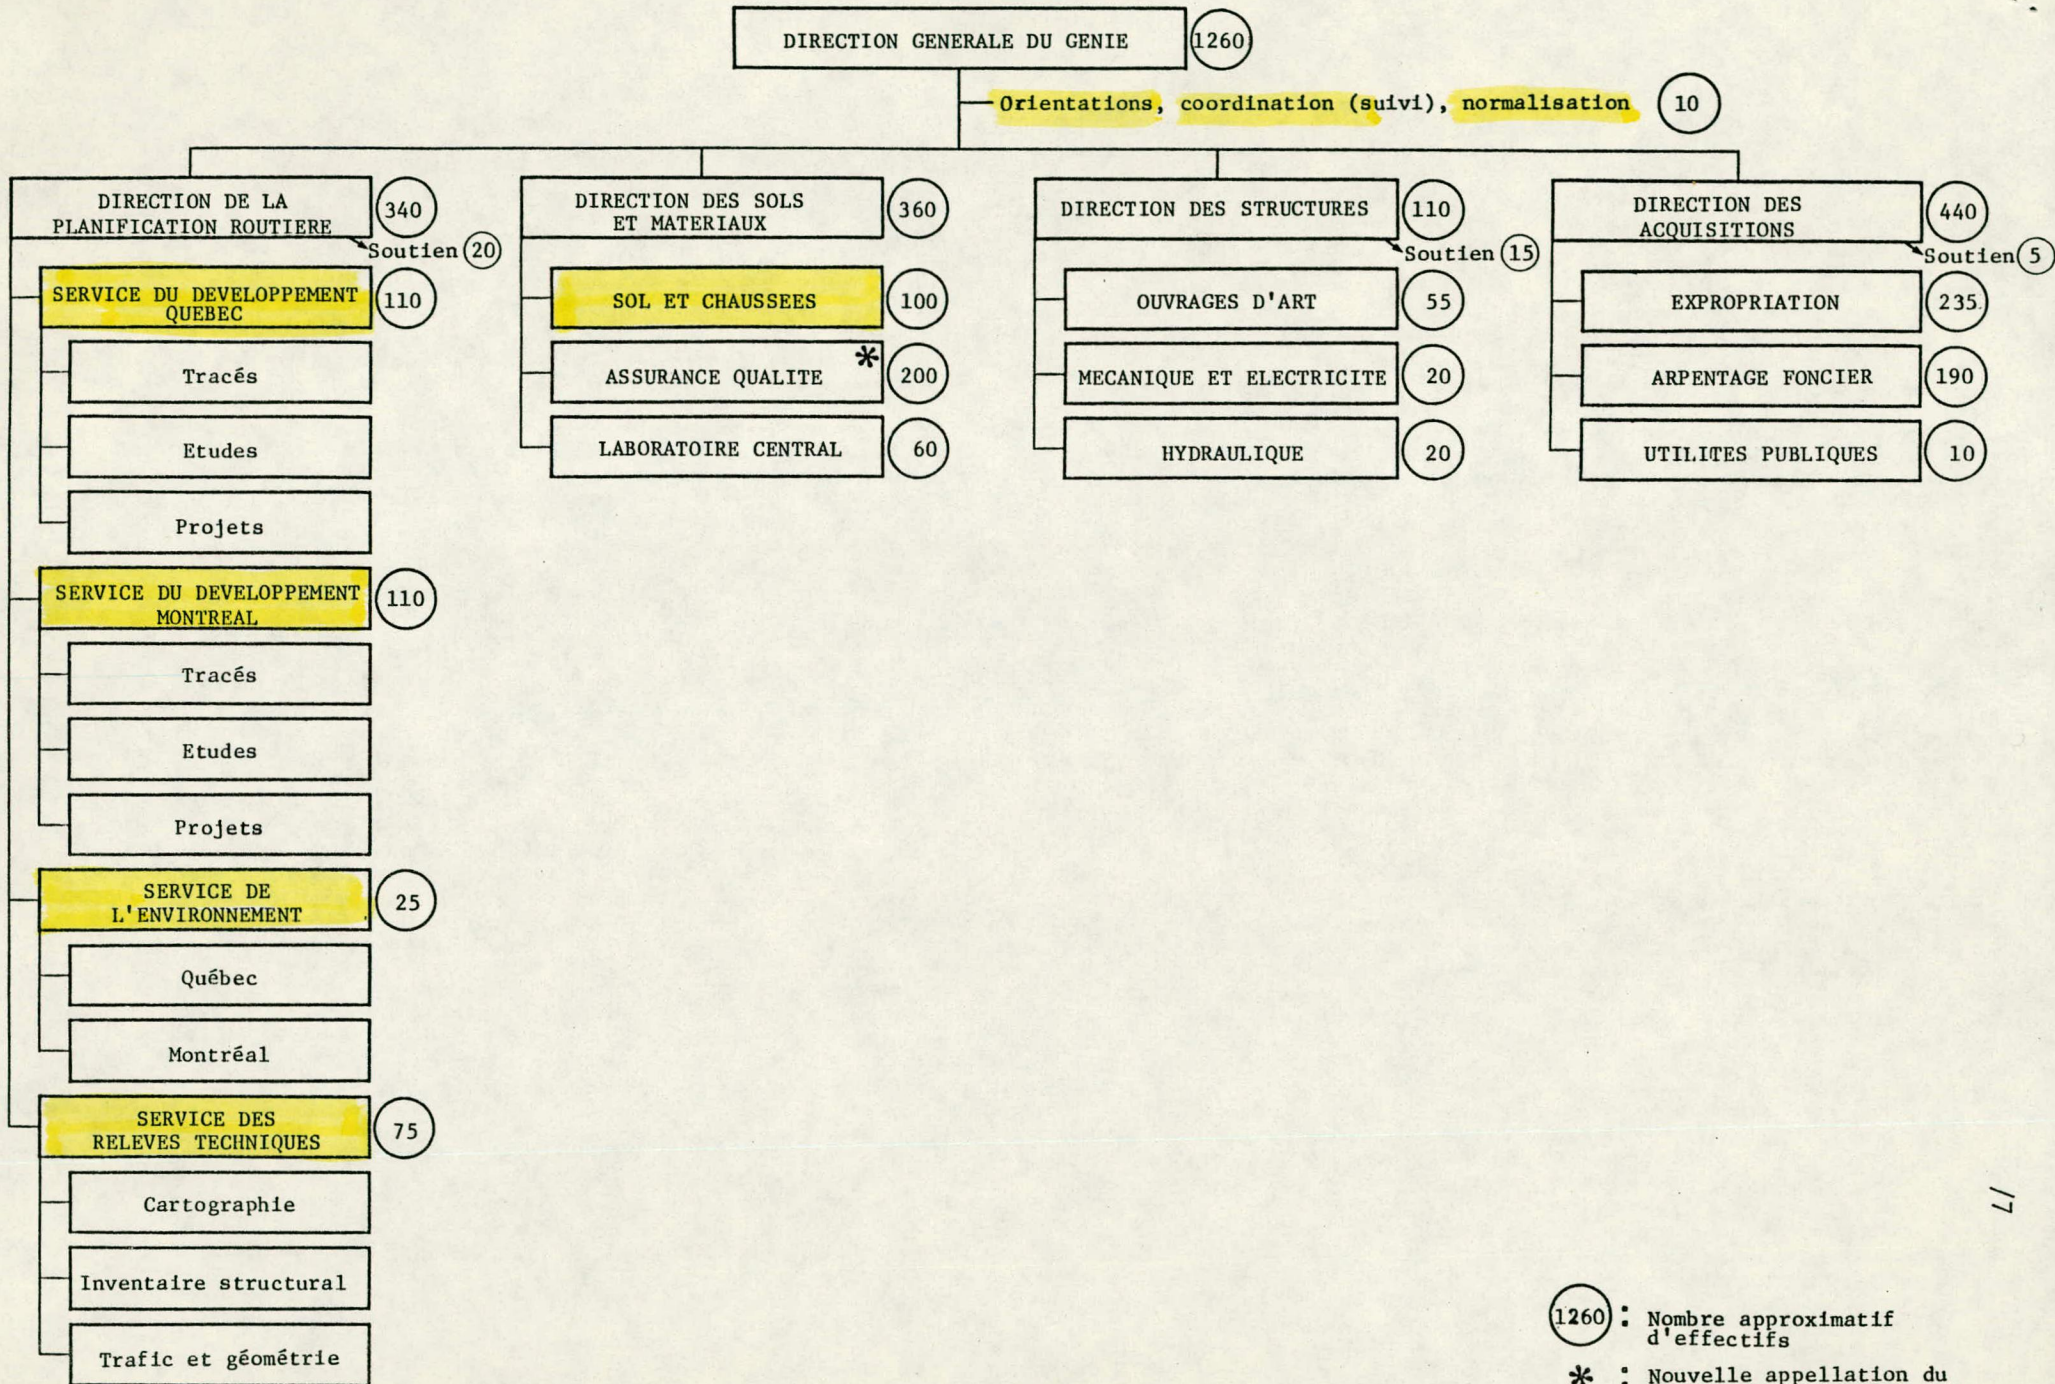 DIRECTION GENERALE DU GENIE 1260
Orientations, coordination (suivi), normalisation 10
DIRECTION DE LA
PLANIFICATION ROUTIERE 340
Soutien 20
SERVICE DU DEVELOPPEMENT
QUEBEC 110
Tracés
Etudes
Projets
SERVICE DU DEVELOPPEMENT
MONTREAL 110
Tracés
Etudes
Projets
SERVICE DE
L'ENVIRONNEMENT 25
Québec
Montréal
SERVICE DES
RELEVES TECHNIQUES 75
Cartographie
Inventaire structural
Trafic et géométrie
DIRECTION DES SOLS
ET MATERIAUX 360
SOL ET CHAUSSEES 100
ASSURANCE QUALITE * 200
LABORATOIRE CENTRAL 60
DIRECTION DES STRUCTURES 110
Soutien 15
OUVRAGES D'ART 55
MECANIQUE ET ELECTRICITE 20
HYDRAULIQUE 20
DIRECTION DES
ACQUISITIONS 440
Soutien 5
EXPROPRIATION 235
ARPENTAGE FONCIER 190
UTILITES PUBLIQUES 10
17
1260 : Nombre approximatif
d'effectifs
* : Nouvelle appellation du